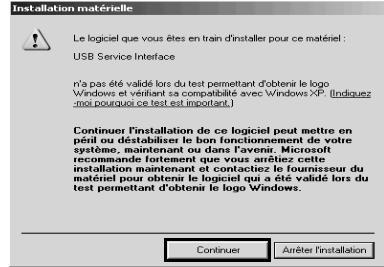 Installation matérielle
Le logiciel que vous êtes en train d'installer pour ce matériel :
USB Service Interface
n'a pas été validé lors du test permettant d'obtenir le logo
Windows et vérifiant sa compatibilité avec Windows XP. (Indiquez
-moi pourquoi ce test est important.)
Continuer l'installation de ce logiciel peut mettre en
péril ou déstabiliser le bon fonctionnement de votre
système, maintenant ou dans l'avenir. Microsoft
recommande fortement que vous arrêtiez cette
installation maintenant et contactiez le fournisseur du
matériel pour obtenir le logiciel qui a été validé lors du
test permettant d'obtenir le logo Windows.
Continuer
Arrêter l'installation